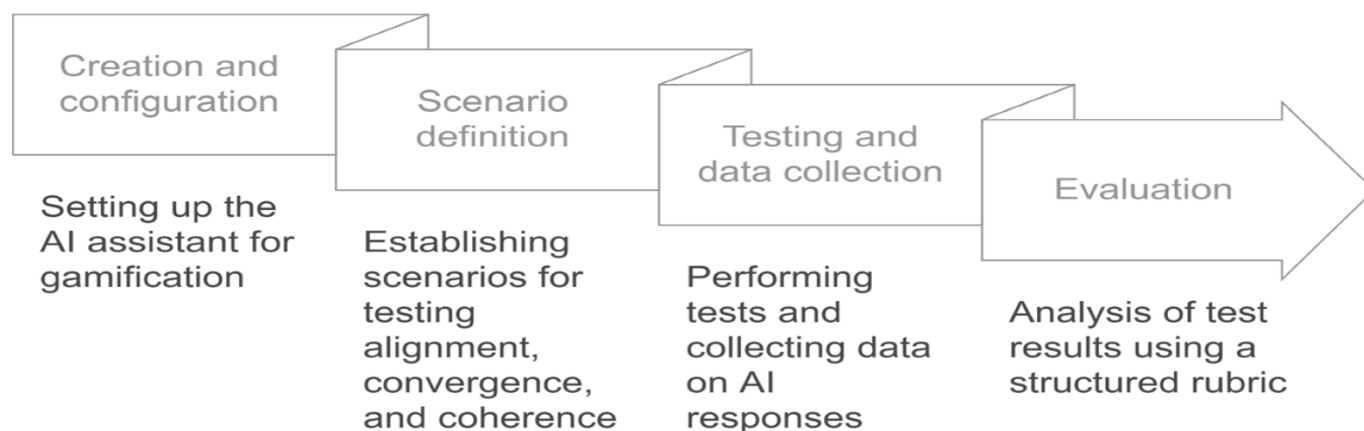 Creation and
configuration
Setting up the
AI assistant for
gamification
Scenario
definition
Establishing
scenarios for
testing
alignment,
convergence,
and coherence
Testing and
data collection
Performing
tests and
collecting data
on AI
responses
Evaluation
Analysis of test
results using a
structured rubric